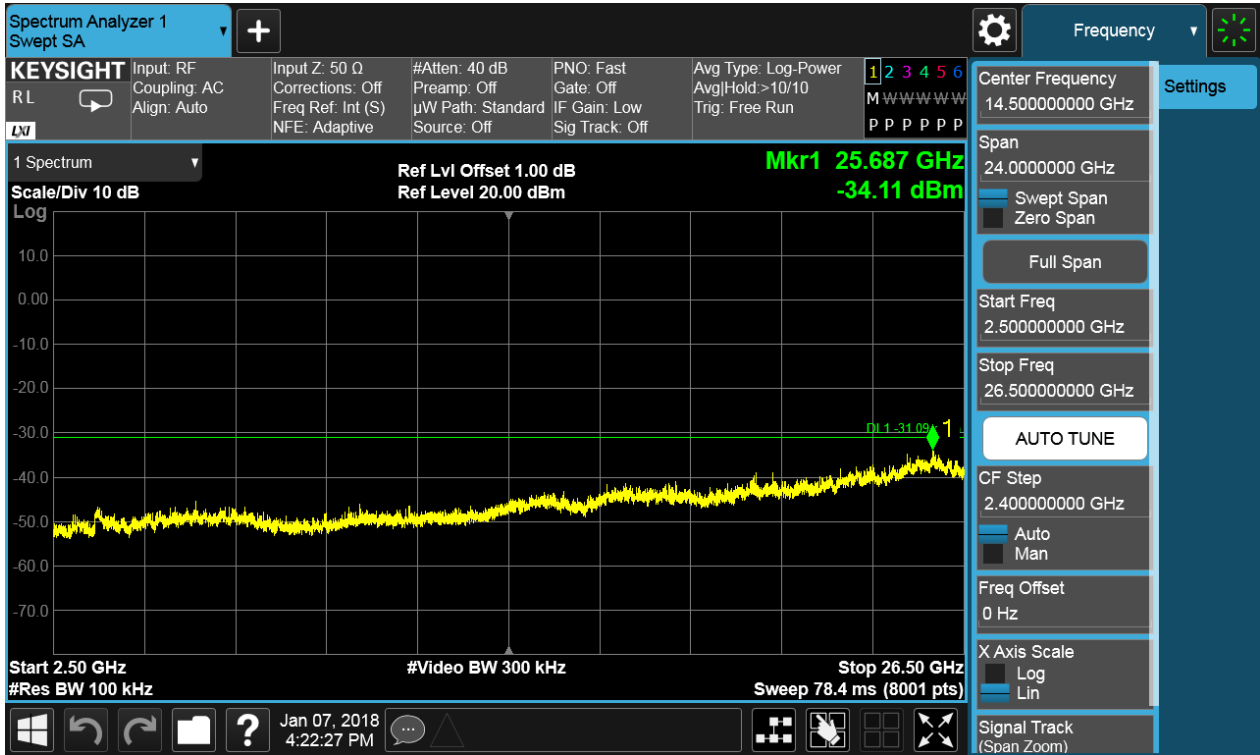 Spectrum Analyzer 1
Swept SA
+
Frequency
KEYSIGHT
RL
LXI
Input: RF
Coupling: AC
Align: Auto
Input Z: 50 Ω
Corrections: Off
Freq Ref: Int (S)
NFE: Adaptive
#Atten: 40 dB
Preamp: Off
µW Path: Standard
Source: Off
PNO: Fast
Gate: Off
IF Gain: Low
Sig Track: Off
Avg Type: Log-Power
Avg|Hold:>10/10
Trig: Free Run
1 2 3 4 5 6
M W W W W W
P P P P P P
1 Spectrum
Scale/Div 10 dB
Log
Ref Lvl Offset 1.00 dB
Ref Level 20.00 dBm
Mkr1 25.687 GHz
-34.11 dBm
10.0
0.00
-10.0
-20.0
-30.0
-40.0
-50.0
-60.0
-70.0
DL1 -31.09
1
Start 2.50 GHz
#Res BW 100 kHz
#Video BW 300 kHz
Stop 26.50 GHz
Sweep 78.4 ms (8001 pts)
Center Frequency
14.500000000 GHz
Span
24.0000000 GHz
Swept Span
Zero Span
Full Span
Start Freq
2.500000000 GHz
Stop Freq
26.500000000 GHz
AUTO TUNE
CF Step
2.400000000 GHz
Auto
Man
Freq Offset
0 Hz
X Axis Scale
Log
Lin
Signal Track
(Span Zoom)
Settings
?
Jan 07, 2018
4:22:27 PM